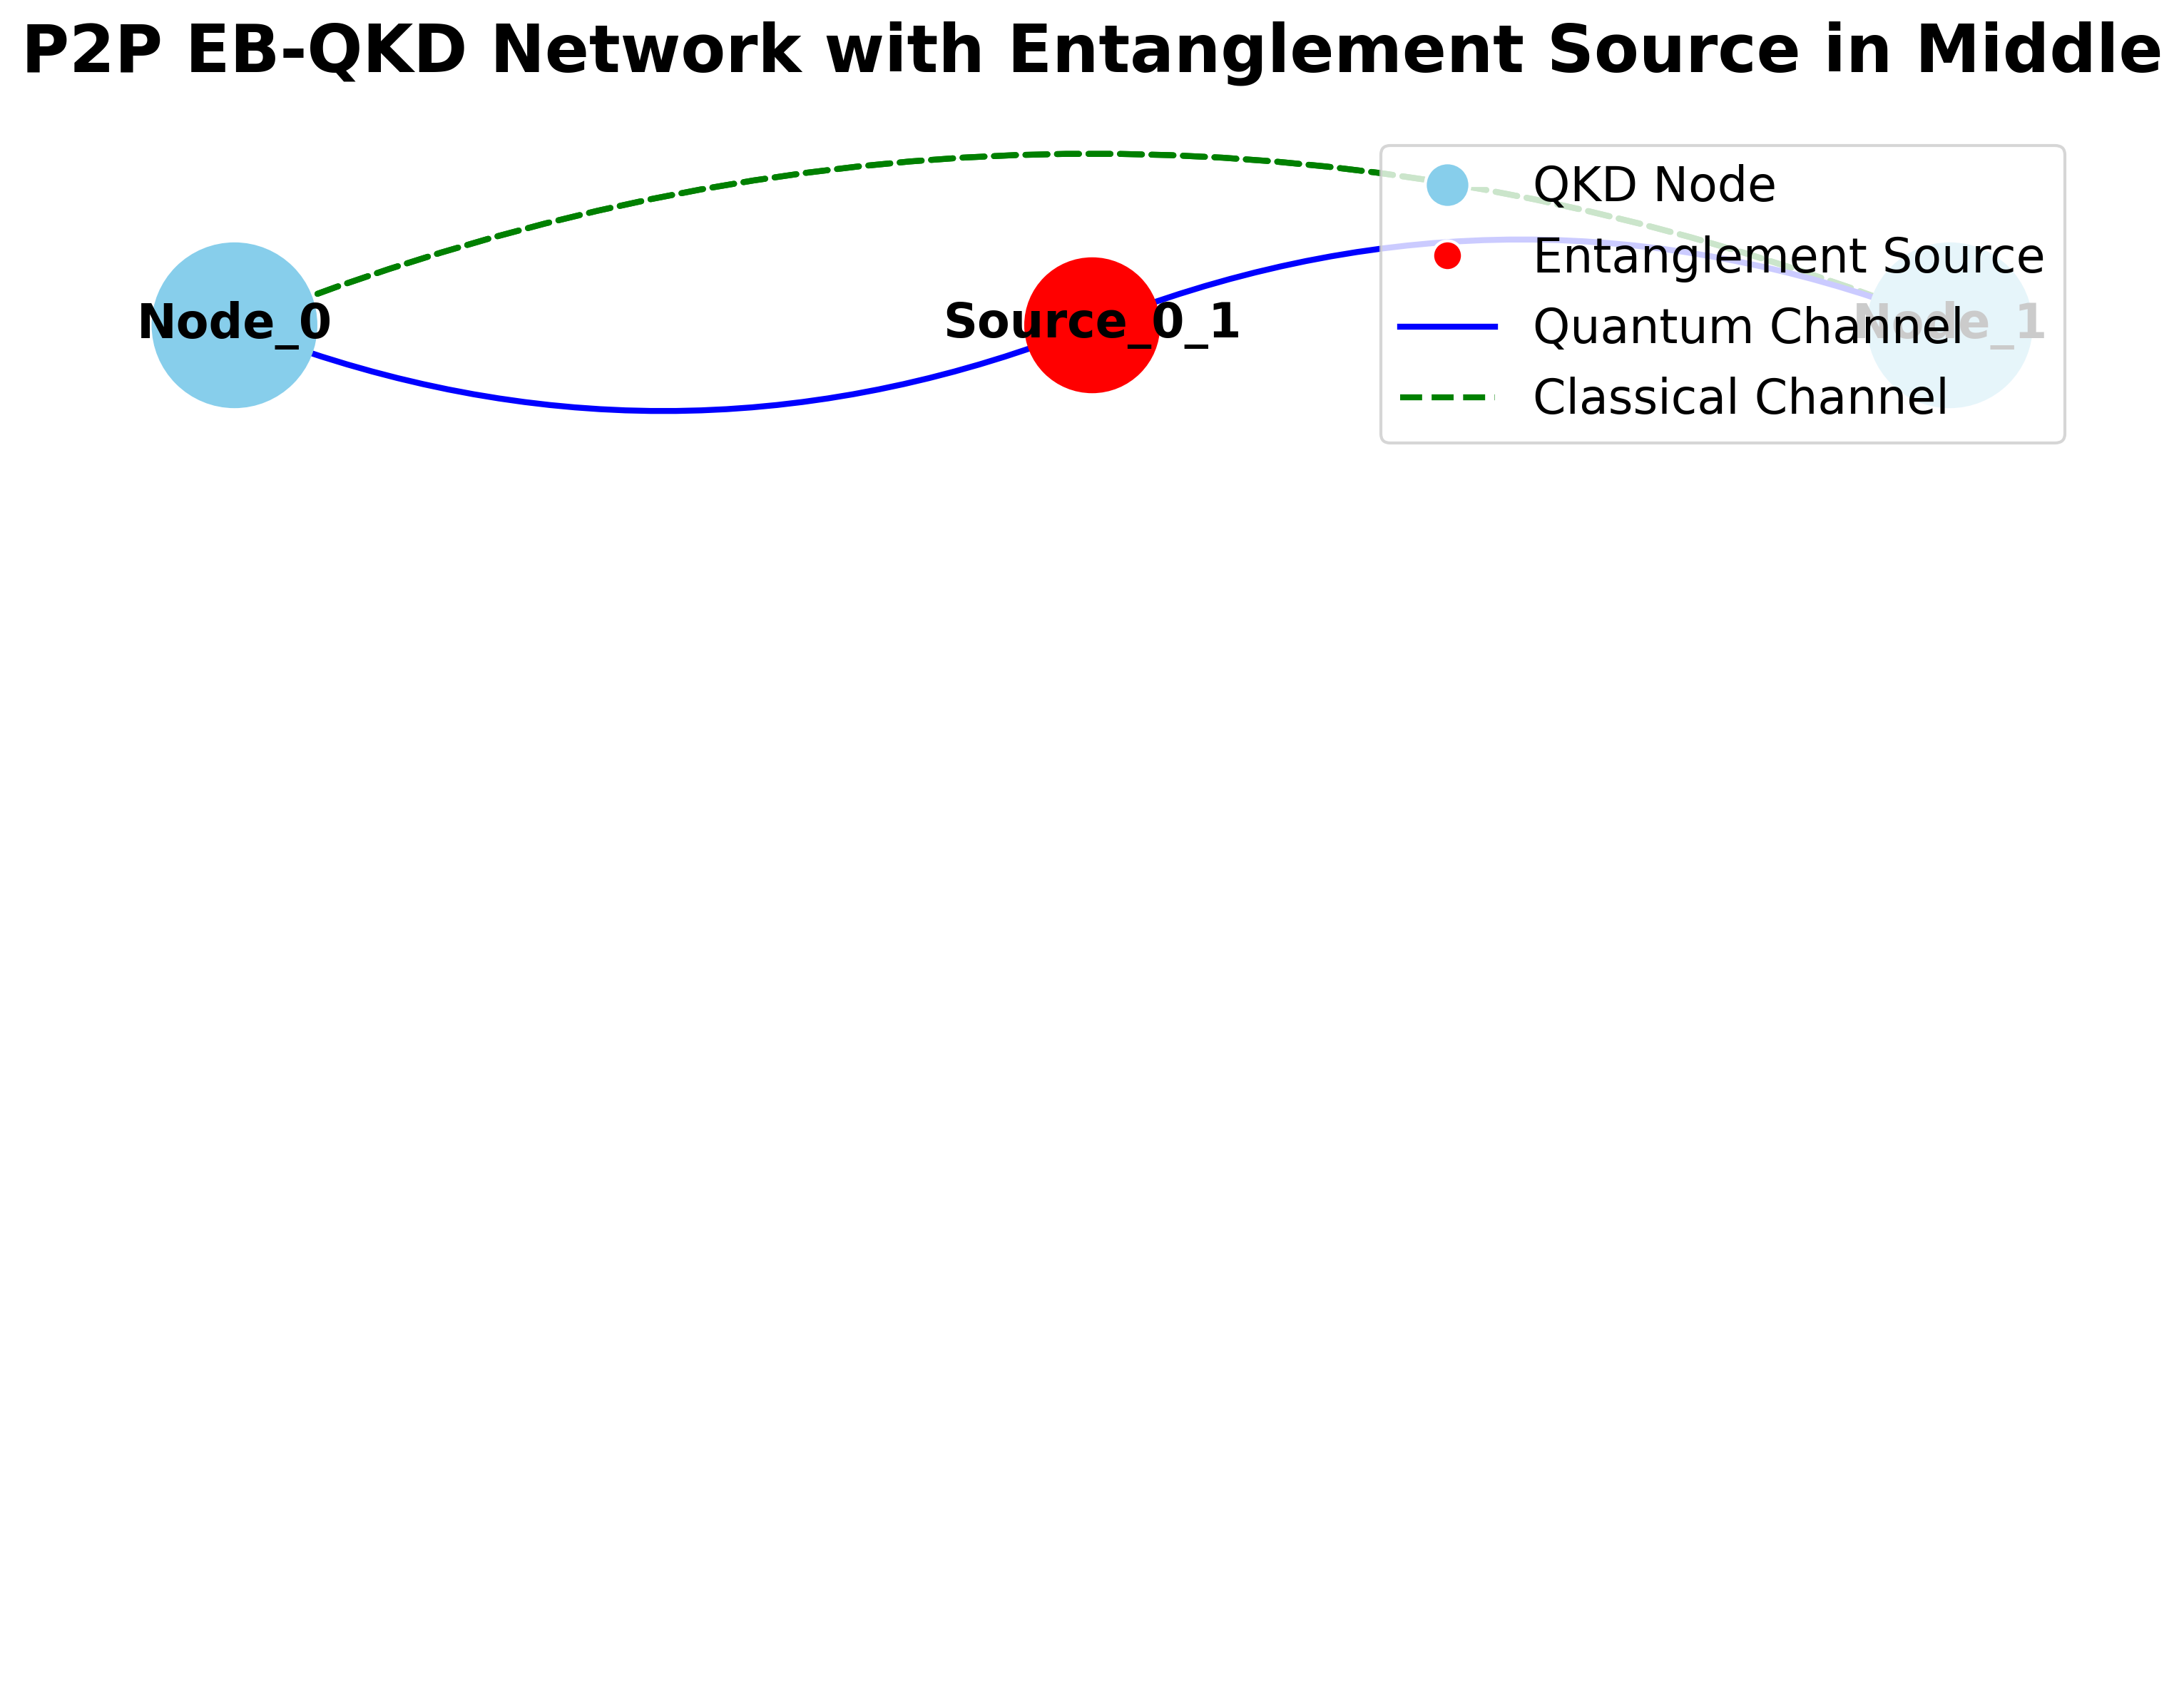 P2P EB-QKD Network with Entanglement Source in Middle
QKD Node
Entanglement Source
Node_0
Source_0_1
Quantum Channel
Node_1
Classical Channel